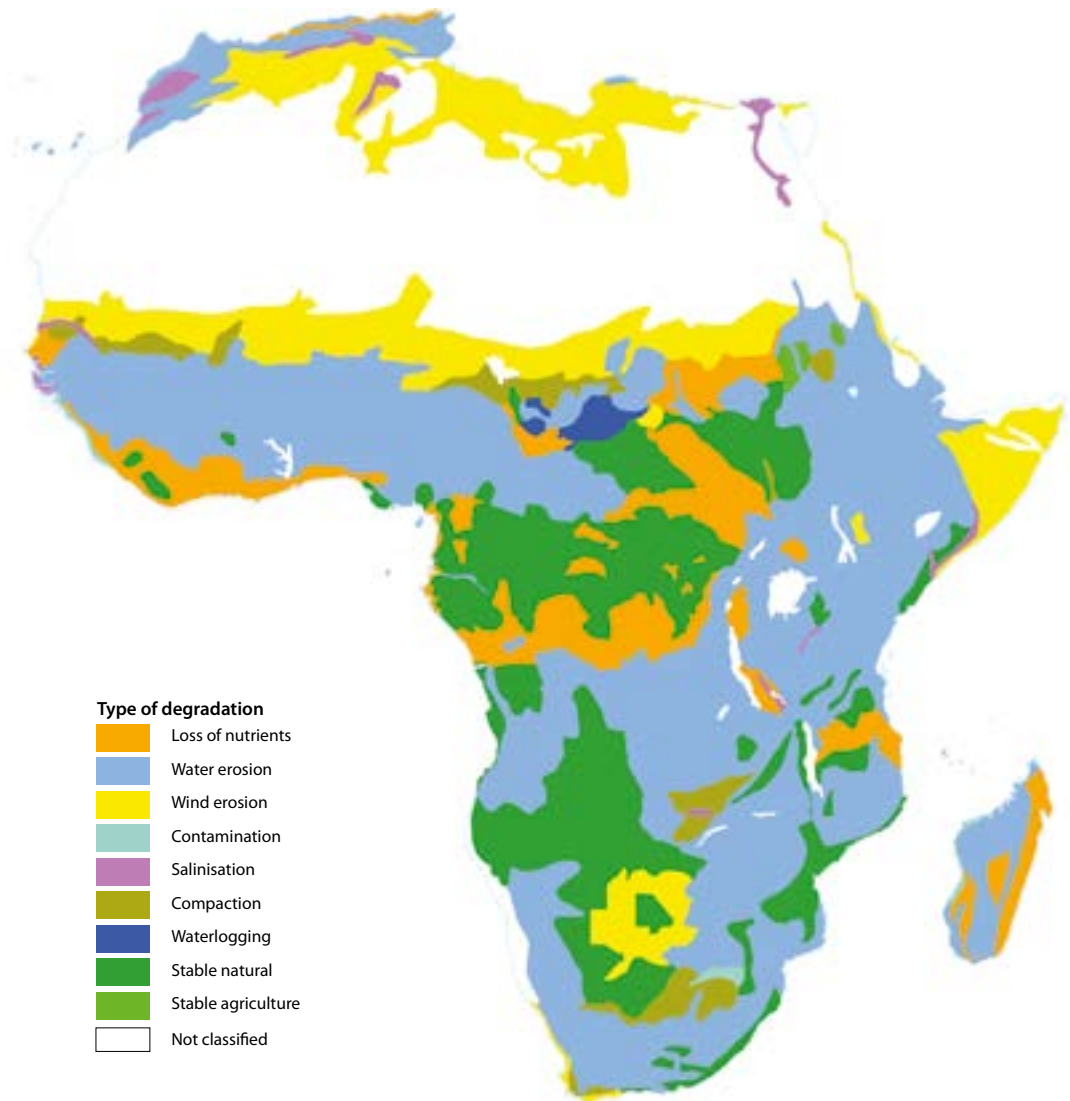 Type of degradation
Loss of nutrients
Water erosion
Wind erosion
Contamination
Salinisation
Compaction
Waterlogging
Stable natural
Stable agriculture
Not classified